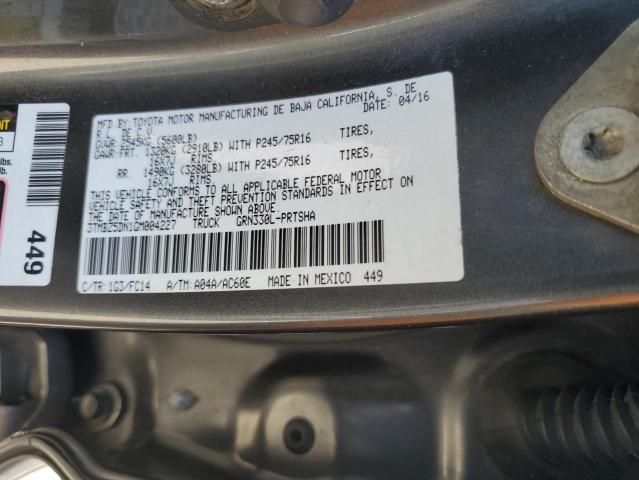 MFD BY: TOYOTA MOTOR MANUFACTURING DE BAJA CALIFORNIA, S. DE
R.L. DE C.V. DATE: 04/16
GVWR 2545KG (5600LB)
GAWR: FRT. 1320KG (2910LB) WITH P245/75R16 TIRES,
16X7J RIMS
RR. 1490KG (3280LB) WITH P245/75R16 TIRES,
RIMS
THIS VEHICLE CONFORMS TO ALL APPLICABLE FEDERAL MOTOR
VEHICLE SAFETY AND THEFT PREVENTION STANDARDS IN EFFECT ON
THE DATE OF MANUFACTURE SHOWN ABOVE.
3TMBZ5DN1GM004227 TRUCK GRN330L-PRTSHA
C/TR: 1G3/FC14 A/TM: A04A/AC60E MADE IN MEXICO 449
449
lbs.
lbs.